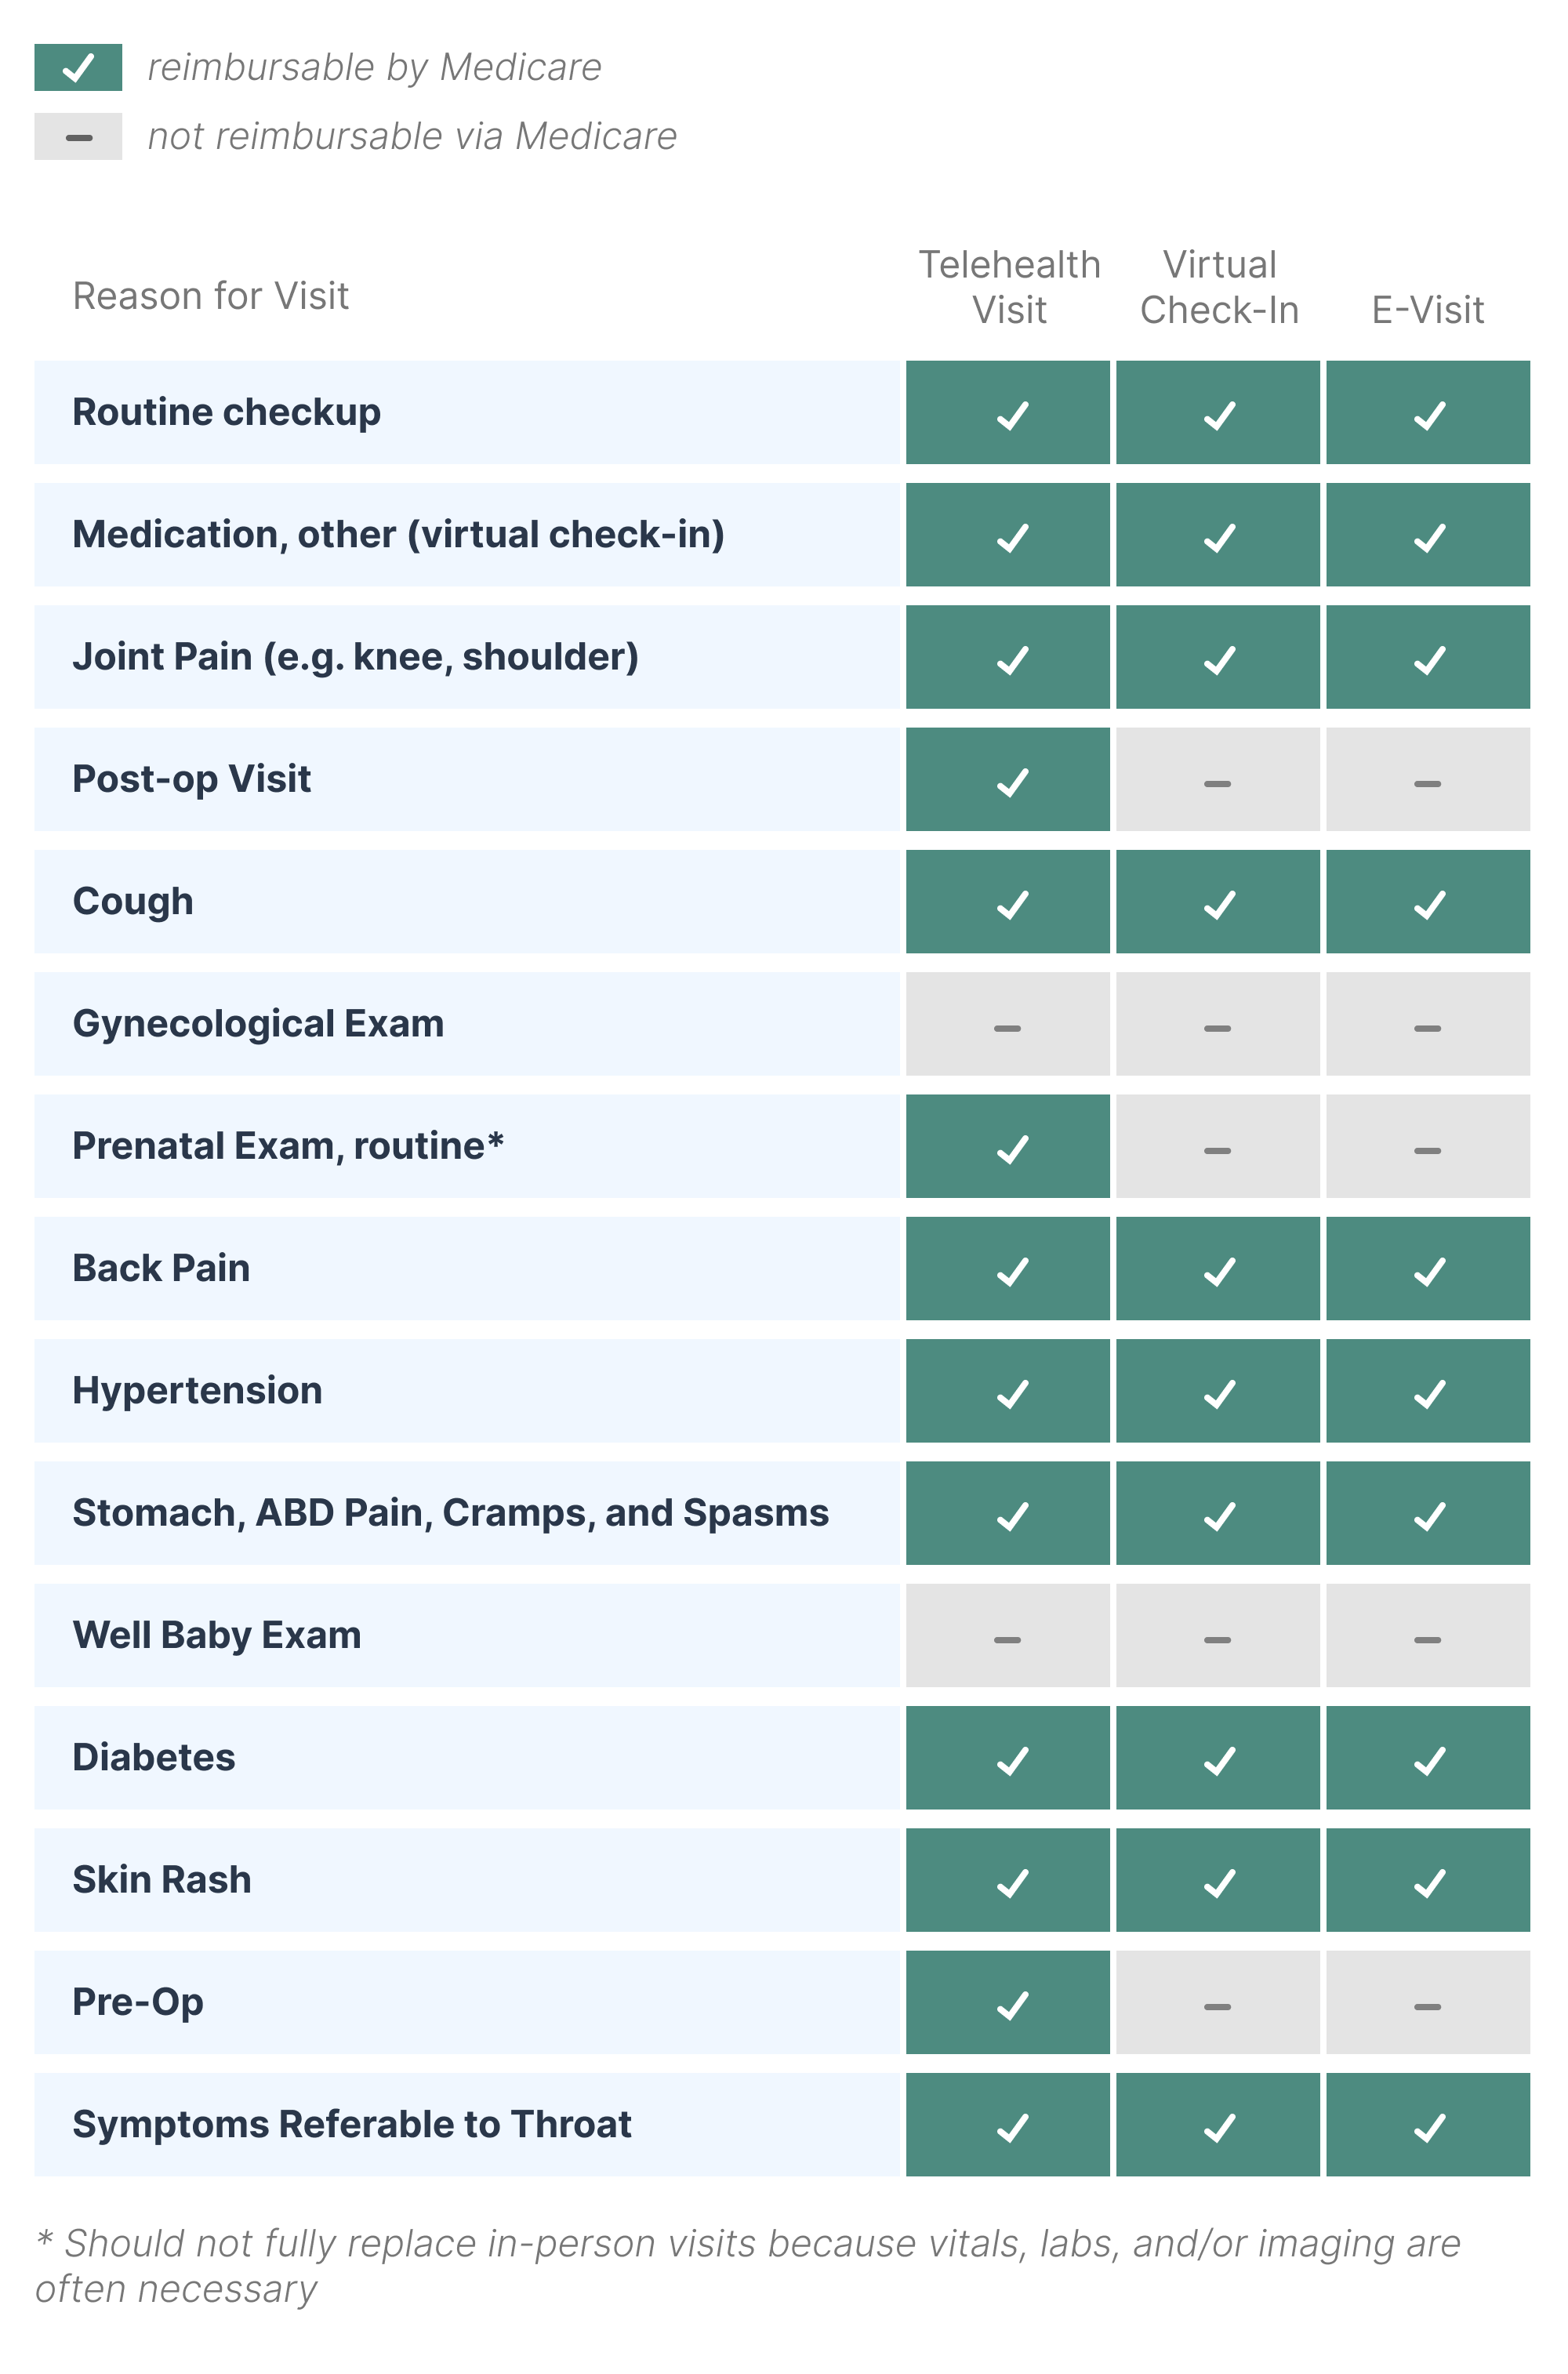 reimbursable by Medicare
not reimbursable via Medicare
Reason for Visit
Telehealth
Visit
Virtual
Check-In
E-Visit
Routine checkup
Medication, other (virtual check-in)
Joint Pain (e.g. knee, shoulder)
Post-op Visit
Cough
Gynecological Exam
Prenatal Exam, routine*
Back Pain
Hypertension
Stomach, ABD Pain, Cramps, and Spasms
Well Baby Exam
Diabetes
Skin Rash
Pre-Op
Symptoms Referable to Throat
* Should not fully replace in-person visits because vitals, labs, and/or imaging are
often necessary